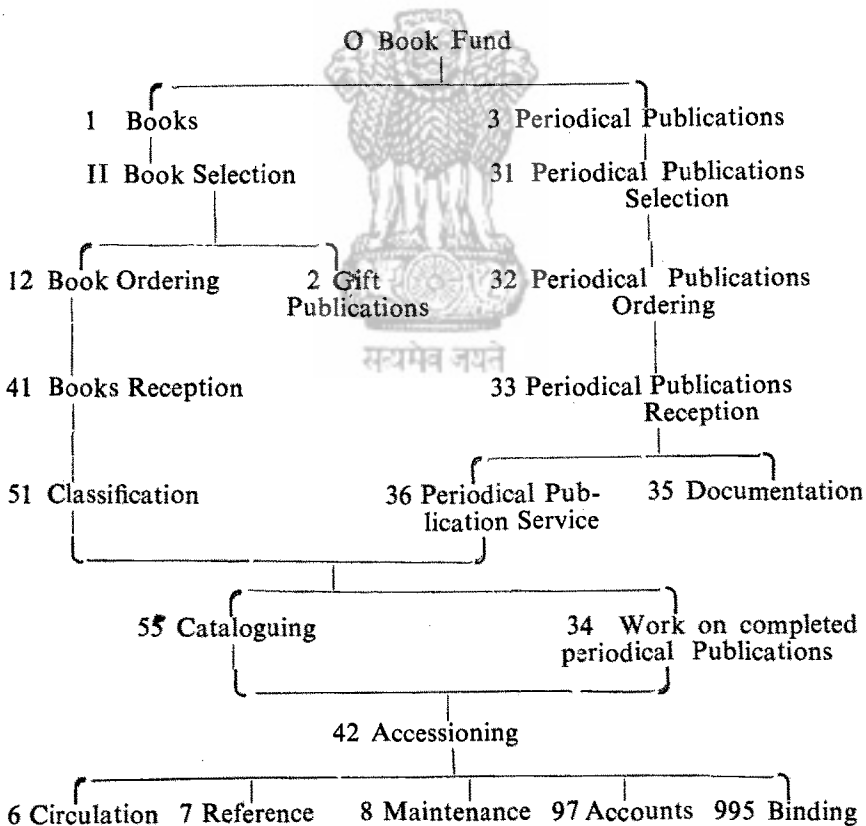 O Book Fund
1 Books
3 Periodical Publications
II Book Selection
31 Periodical Publications
Selection
12 Book Ordering
2 Gift
Publications
32 Periodical Publications
Ordering
सत्यमेव जयते
41 Books Reception
33 Periodical Publications
Reception
51 Classification
36 Periodical Pub-
lication Service
35 Documentation
55 Cataloguing
34 Work on completed
periodical Publications
42 Accessioning
6 Circulation 7 Reference 8 Maintenance 97 Accounts 995 Binding